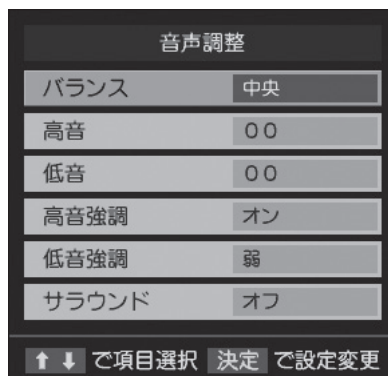 音声調整
バランス 中央
高音 00
低音 00
高音強調 オン
低音強調 弱
サラウンド オフ
⬆⬇ で項目選択 決定 で設定変更